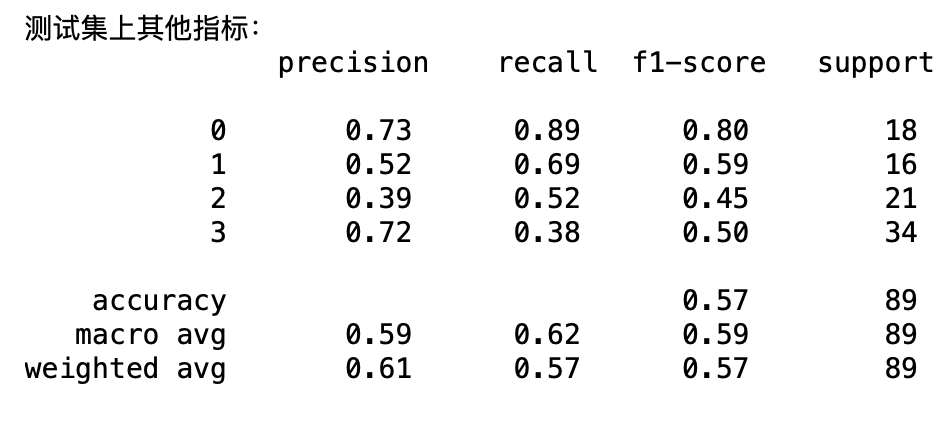 测试集上其他指标：
precision recall f1-score support
0 0.73 0.89 0.80 18
1 0.52 0.69 0.59 16
2 0.39 0.52 0.45 21
3 0.72 0.38 0.50 34
accuracy 0.57 89
macro avg 0.59 0.62 0.59 89
weighted avg 0.61 0.57 0.57 89